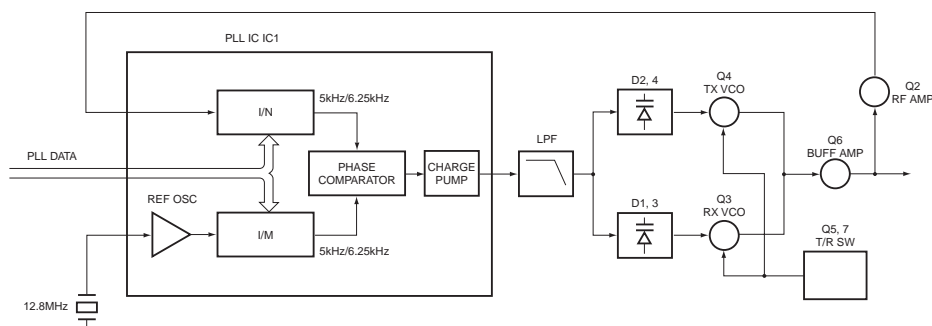 PLL IC IC1
I/N
5kHz/6.25kHz
PLL DATA
REF OSC
PHASE
COMPARATOR
CHARGE
PUMP
I/M
5kHz/6.25kHz
12.8MHz
LPF
D2, 4
Q4
TX VCO
Q2
RF AMP
Q6
BUFF AMP
D1, 3
Q3
RX VCO
Q5, 7
T/R SW